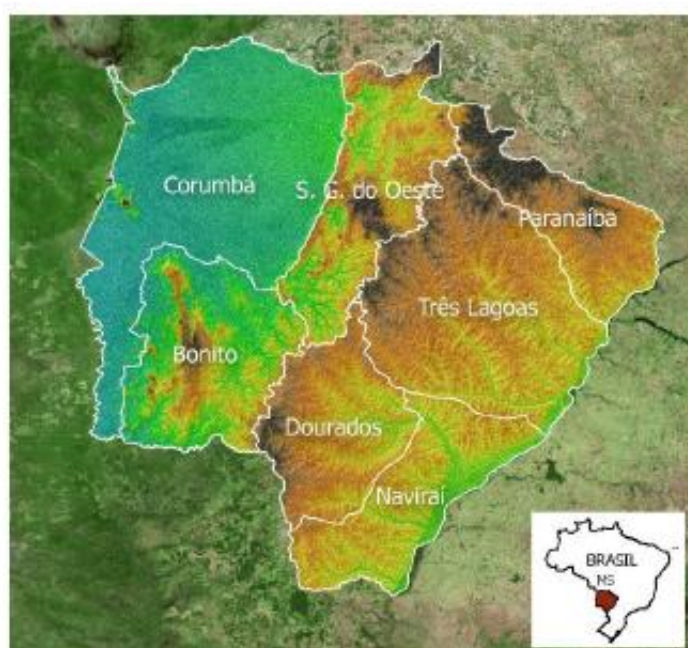 Corumbá
S. G. do Oeste
Paranaíba
Três Lagoas
Bonito
Dourados
Naviraí
BRASIL
MS